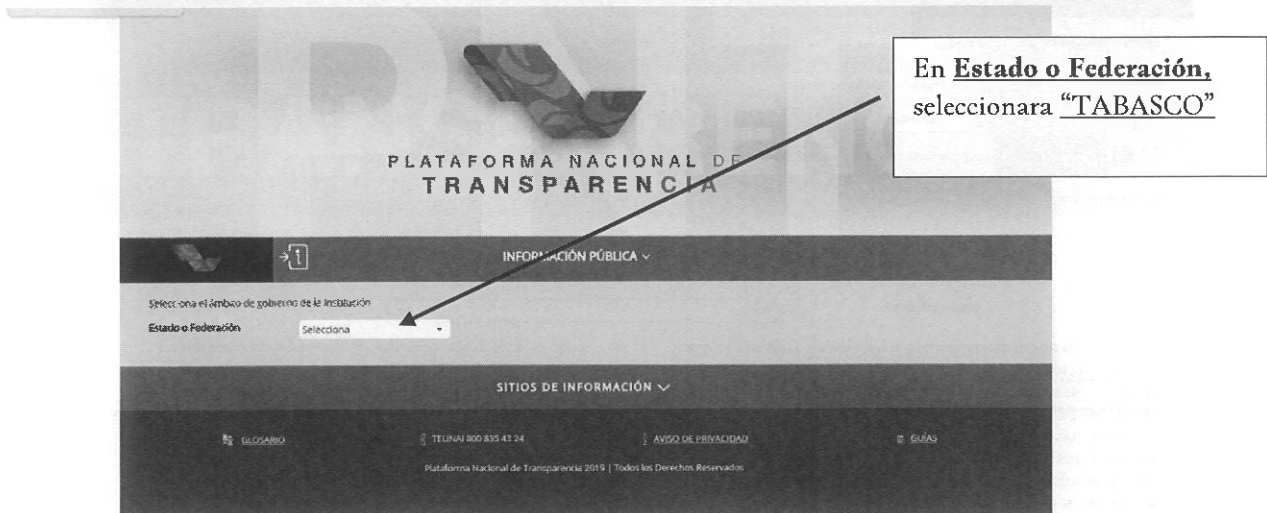 En Estado o Federación,
seleccionara “TABASCO”
PLATAFORMA NACIONAL DE
TRANSPARENCIA
INFORMACIÓN PÚBLICA
Selecciona el ámbito de gobierno de la Institución
Estado o Federación Selecciona
SITIOS DE INFORMACIÓN
GLOSARIO TELINAI 800 835 43 24 AVISO DE PRIVACIDAD GUÍAS
Plataforma Nacional de Transparencia 2019 | Todos los Derechos Reservados